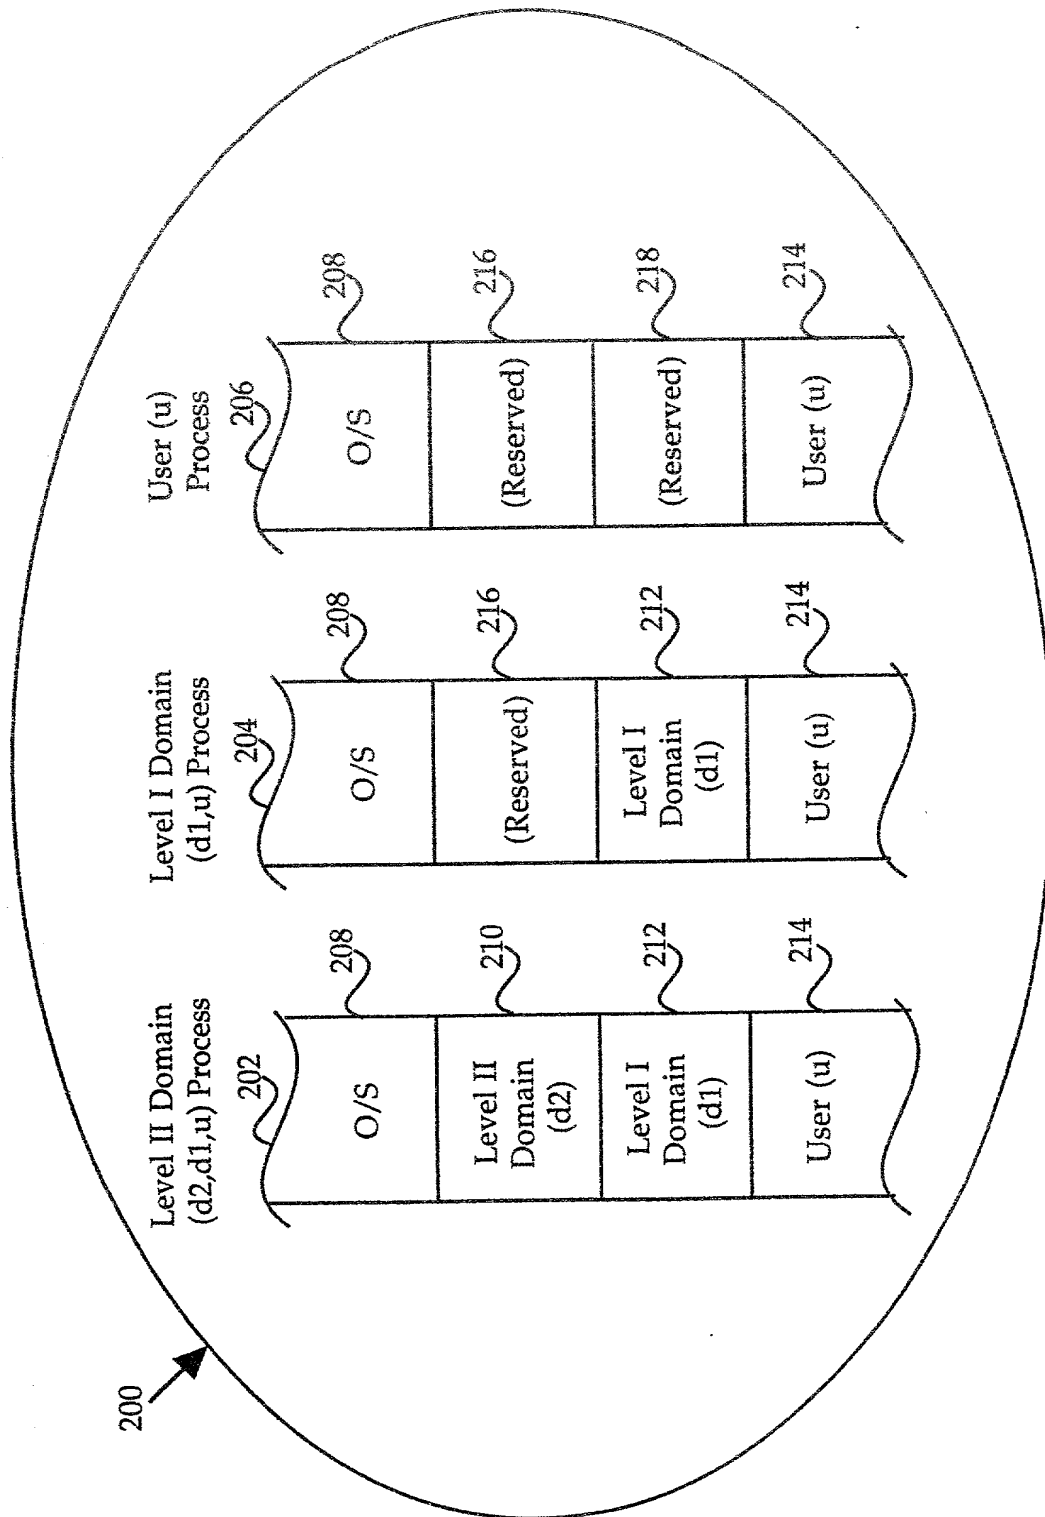 200
Level II Domain
(d2,d1,u) Process
202
O/S
208
Level II
Domain
(d2)
210
Level I
Domain
(d1)
212
User (u)
214
Level I Domain
(d1,u) Process
204
O/S
208
(Reserved)
216
Level I
Domain
(d1)
212
User (u)
214
User (u)
Process
206
O/S
208
(Reserved)
216
(Reserved)
218
User (u)
214